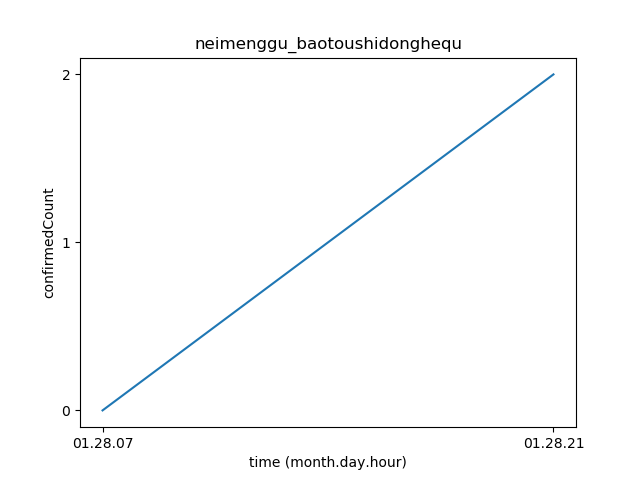 neimenggu_baotoushidonghequ
2
1
0
confirmedCount
01.28.07
01.28.21
time (month.day.hour)